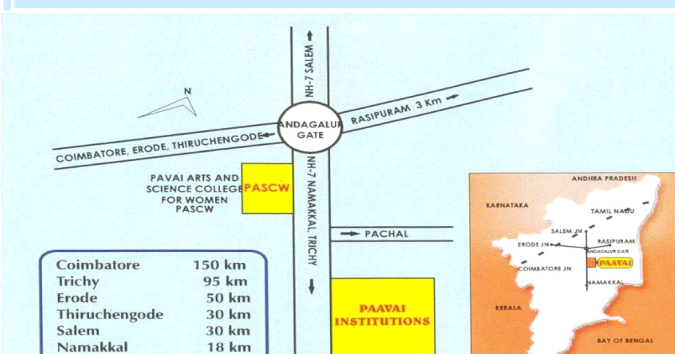 N
NH-7 SALEM
ANDAGALUR
GATE
RASIPURAM 3 Km
COIMBATORE, ERODE, THIRUCHENGODE
PAVAI ARTS AND
SCIENCE COLLEGE
FOR WOMEN
PASCW
PASCW
NH-7 NAMAKKAL, TRICHY
PACHAL
PAAVAI
INSTITUTIONS
Coimbatore 150 km
Trichy 95 km
Erode 50 km
Thiruchengode 30 km
Salem 30 km
Namakkal 18 km
ANDHRA PRADESH
KARNATAKA
TAMIL NADU
SALEM JN
ERODE JN
RASIPURAM
ANDAGALUR GATE
PAAVAI
COIMBATORE JN
NAMAKKAL
KERALA
BAY OF BENGAL